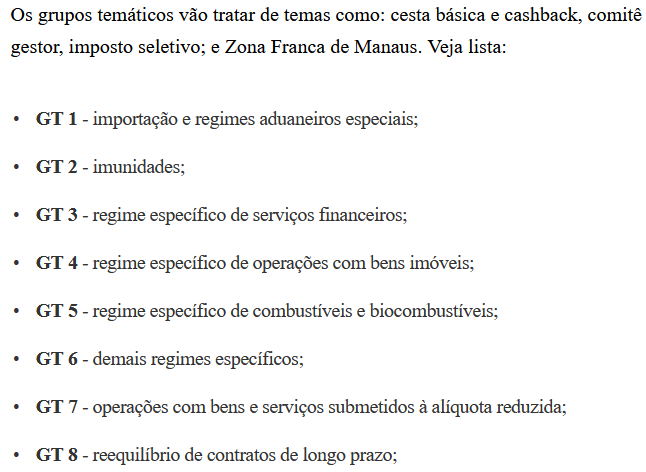 Os grupos temáticos vão tratar de temas como: cesta básica e cashback, comitê
gestor, imposto seletivo; e Zona Franca de Manaus. Veja lista:
• GT 1 - importação e regimes aduaneiros especiais;
• GT 2 - imunidades;
• GT 3 - regime específico de serviços financeiros;
• GT 4 - regime específico de operações com bens imóveis;
• GT 5 - regime específico de combustíveis e biocombustíveis;
• GT 6 - demais regimes específicos;
• GT 7 - operações com bens e serviços submetidos à alíquota reduzida;
• GT 8 - reequilíbrio de contratos de longo prazo;